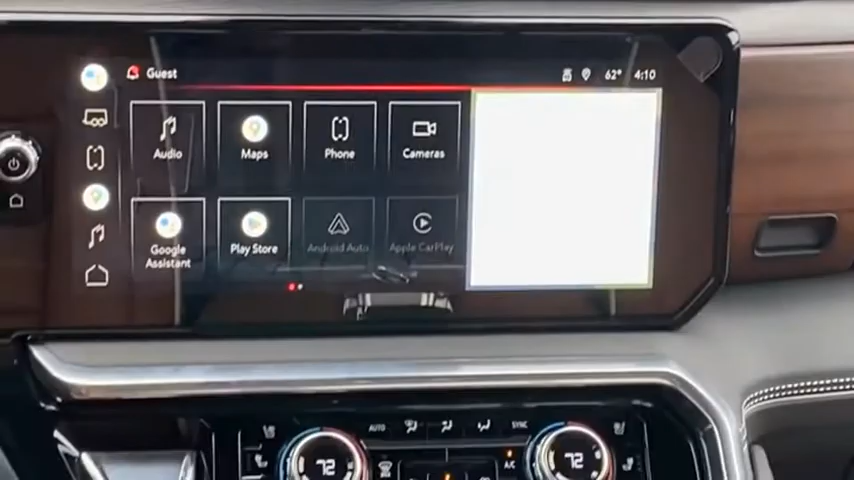 Guest
62° 4:10
Audio
Maps
Phone
Cameras
Google
Assistant
Play Store
Android Auto
Apple CarPlay
AUTO
SYNC
72
A/C
72